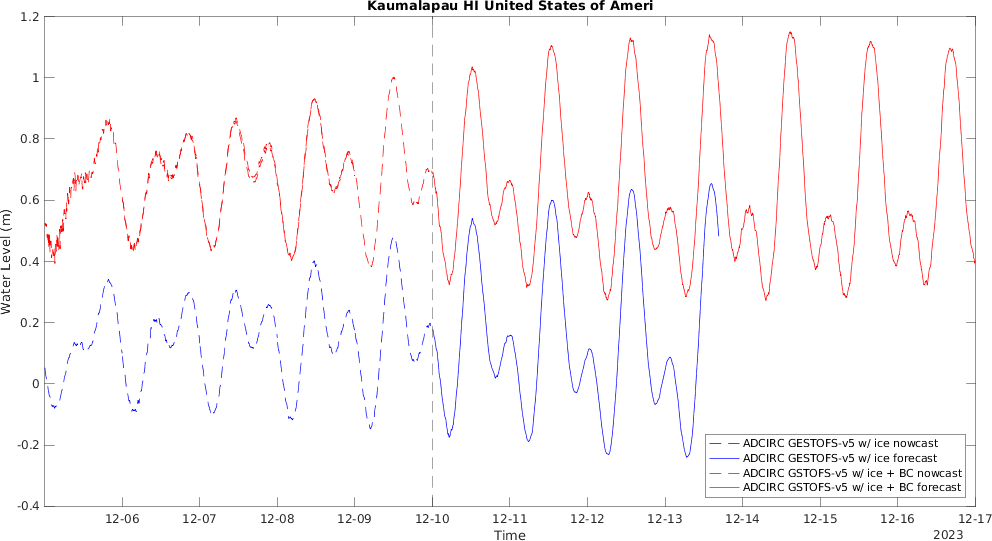 Kaumalapau HI United States of Ameri
1.2
1
0.8
0.6
0.4
0.2
0
-0.2
-0.4
Water Level (m)
12-06 12-07 12-08 12-09 12-10 12-11 12-12 12-13 12-14 12-15 12-16 12-17
Time
2023
ADCIRC GESTOFS-v5 w/ ice nowcast
ADCIRC GESTOFS-v5 w/ ice forecast
ADCIRC GSTOFS-v5 w/ ice + BC nowcast
ADCIRC GSTOFS-v5 w/ ice + BC forecast